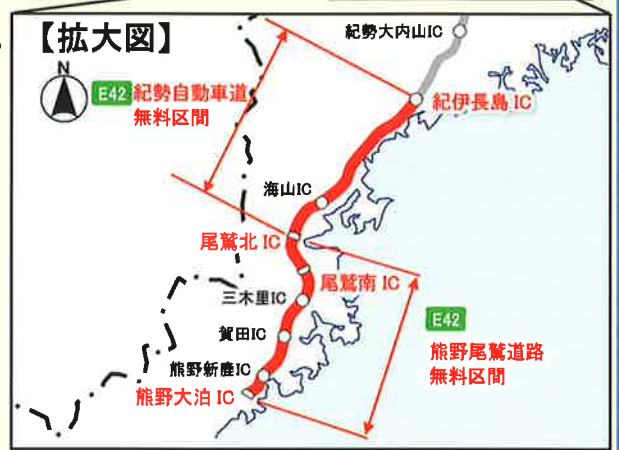 【拡大図】
紀勢大内山IC
N
E42 紀勢自動車道
無料区間
紀伊長島 IC
海山IC
尾鷲北 IC
尾鷲南 IC
三木里IC
E42
賀田IC
熊野尾鷲道路
無料区間
熊野新鹿IC
熊野大泊 IC